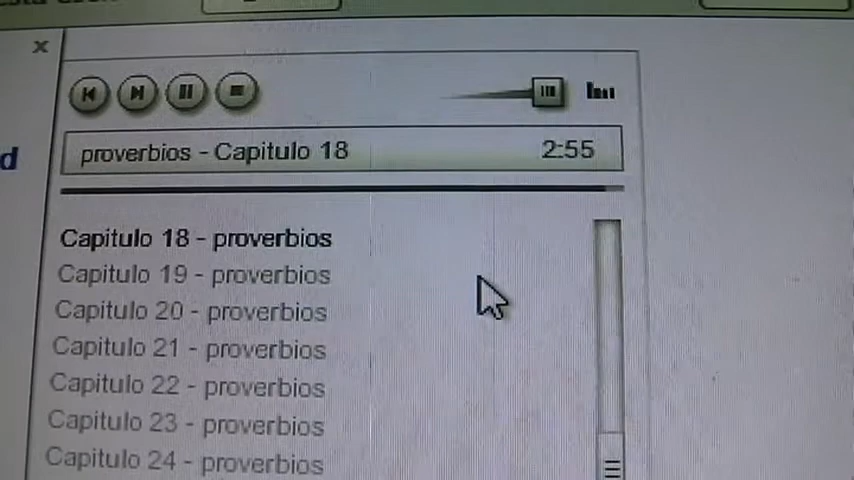 d
proverbios - Capitulo 18 2:55
Capitulo 18 - proverbios
Capitulo 19 - proverbios
Capitulo 20 - proverbios
Capitulo 21 - proverbios
Capitulo 22 - proverbios
Capitulo 23 - proverbios
Capitulo 24 - proverbios